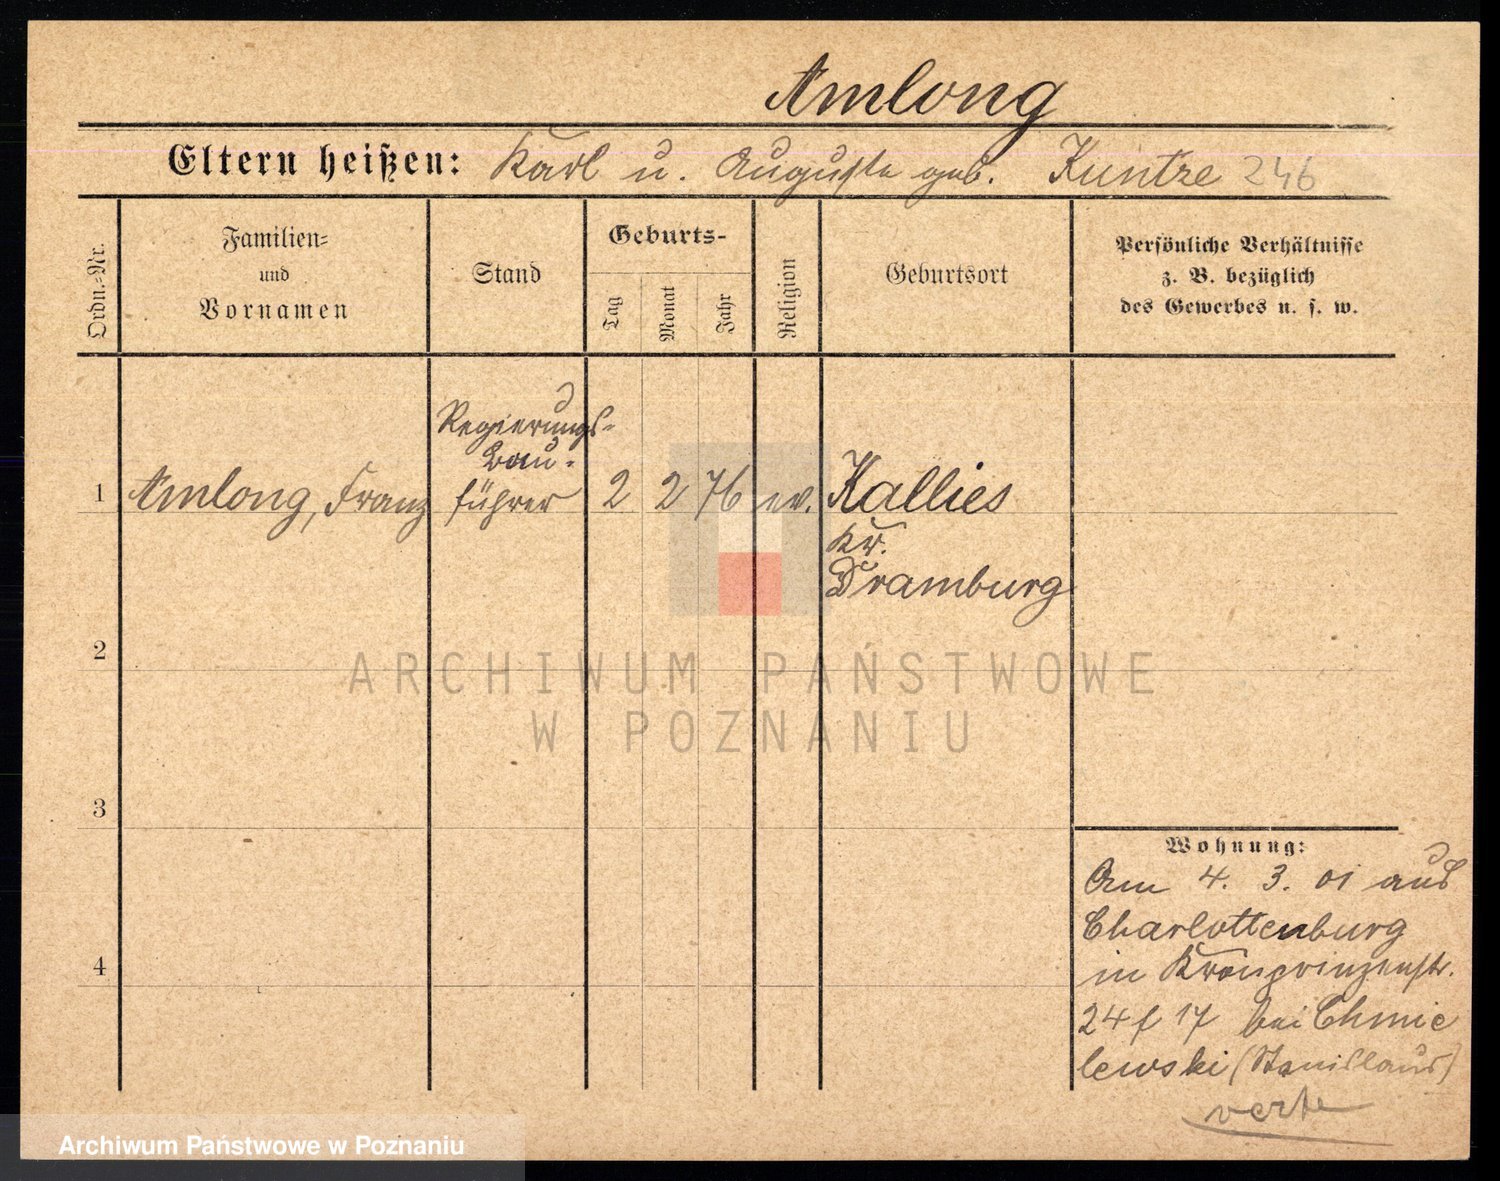 Amlong
Eltern heißen: Karl u. Auguste geb. Kuntze 246
Ordn.-Nr.
Familien-
und
Vornamen
Stand
Geburts-
Tag
Monat
Jahr
Religion
Geburtsort
Persönliche Verhältnisse
z. B. bezüglich
des Gewerbes u. s. w.
Regierungs-
bau-
1 Amlong, Franz führer 2 2 76 ev. Kallies
Kr.
Dramburg
2
3
4
Wohnung:
Am 4. 3. 01 aus
Charlottenburg
in Kronprinzenstr.
24 f 17 bei Chmie
lewski (Stanislaus)
verte
ARCHIWUM PAŃSTWOWE
W POZNANIU
Archiwum Państwowe w Poznaniu